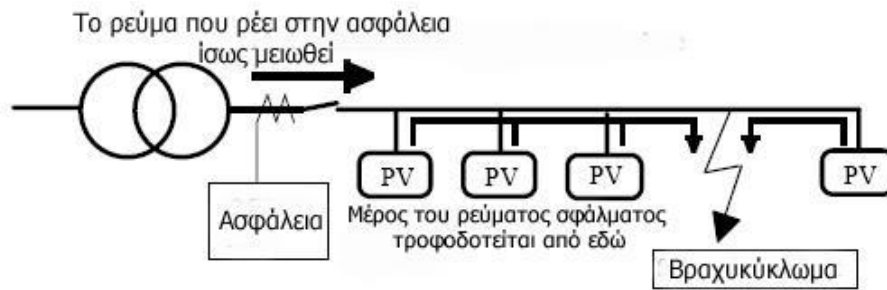 Το ρεύμα που ρέει στην ασφάλεια
ίσως μειωθεί
PV
PV
PV
PV
Ασφάλεια
Μέρος του ρεύματος σφάλματος
τροφοδοτείται από εδώ
Βραχυκύκλωμα